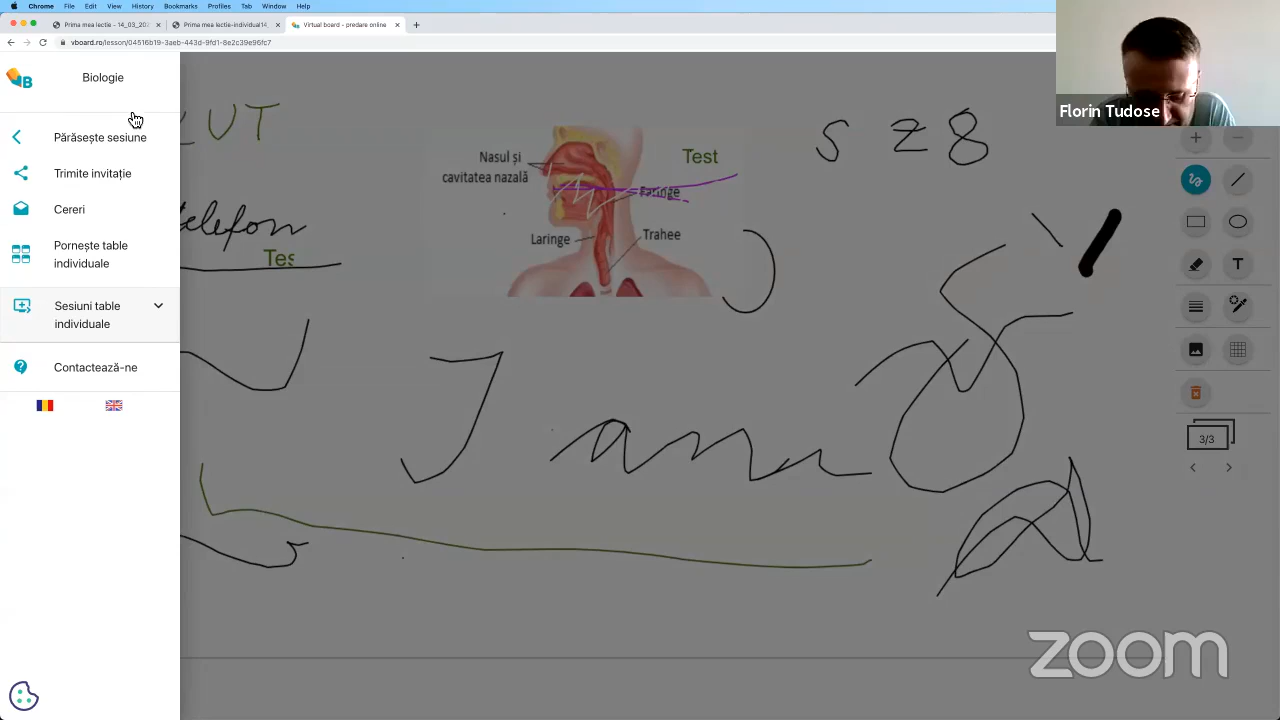 Chrome File Edit View History Bookmarks Profiles Tab Window Help
Prima mea lectie - 14_03_202
Prima mea lectie-individual14_
Virtual board - predare online
vboard.ro/lesson/04516b19-3aeb-443d-9fd1-8e2c39e96fc7
Biologie
Părăsește sesiune
Trimite invitație
Cereri
Pornește table
individuale
Sesiuni table
individuale
Contactează-ne
UT
telefon
Tes
Nasul și
cavitatea nazală
Test
Faringe
Laringe
Trahee
S Z 8
Florin Tudose
T
3/3
zoom